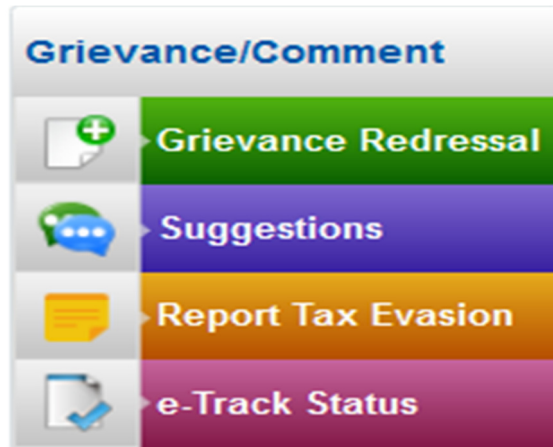 Grievance/Comment
Grievance Redressal
Suggestions
Report Tax Evasion
e-Track Status